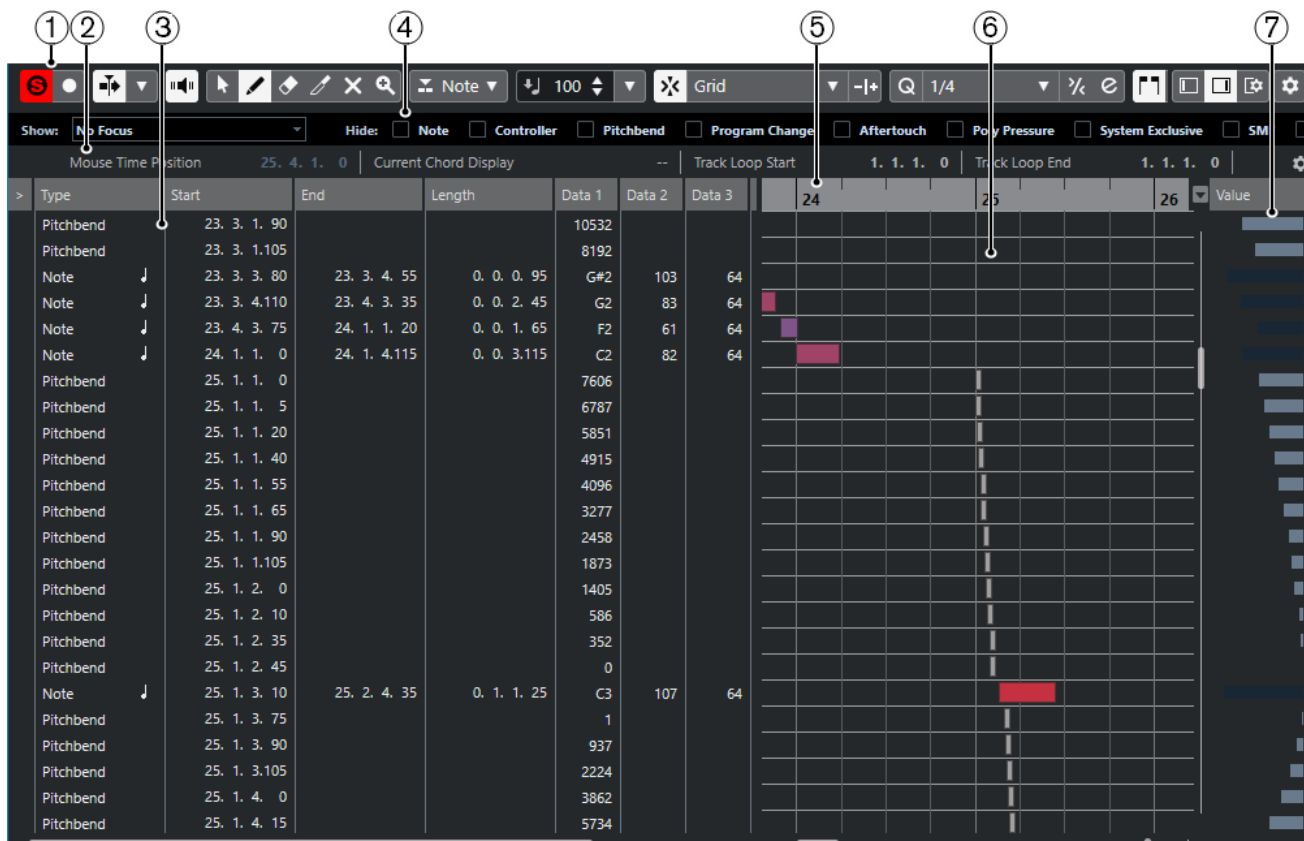 1 2 3 4 5 6 7
S Note 100 Grid Q 1/4 e
Show: No Focus Hide: Note Controller Pitchbend Program Change Aftertouch Poly Pressure System Exclusive SM
Mouse Time Position 25. 4. 1. 0 Current Chord Display -- Track Loop Start 1. 1. 1. 0 Track Loop End 1. 1. 1. 0
> Type Start End Length Data 1 Data 2 Data 3 24 25 26 Value
Pitchbend 23. 3. 1. 90 10532
Pitchbend 23. 3. 1.105 8192
Note 23. 3. 3. 80 23. 3. 4. 55 0. 0. 0. 95 G#2 103 64
Note 23. 3. 4.110 23. 4. 3. 35 0. 0. 2. 45 G2 83 64
Note 23. 4. 3. 75 24. 1. 1. 20 0. 0. 1. 65 F2 61 64
Note 24. 1. 1. 0 24. 1. 4.115 0. 0. 3.115 C2 82 64
Pitchbend 25. 1. 1. 0 7606
Pitchbend 25. 1. 1. 5 6787
Pitchbend 25. 1. 1. 20 5851
Pitchbend 25. 1. 1. 40 4915
Pitchbend 25. 1. 1. 55 4096
Pitchbend 25. 1. 1. 65 3277
Pitchbend 25. 1. 1. 90 2458
Pitchbend 25. 1. 1.105 1873
Pitchbend 25. 1. 2. 0 1405
Pitchbend 25. 1. 2. 10 586
Pitchbend 25. 1. 2. 35 352
Pitchbend 25. 1. 2. 45 0
Note 25. 1. 3. 10 25. 2. 4. 35 0. 1. 1. 25 C3 107 64
Pitchbend 25. 1. 3. 75 1
Pitchbend 25. 1. 3. 90 937
Pitchbend 25. 1. 3.105 2224
Pitchbend 25. 1. 4. 0 3862
Pitchbend 25. 1. 4. 15 5734